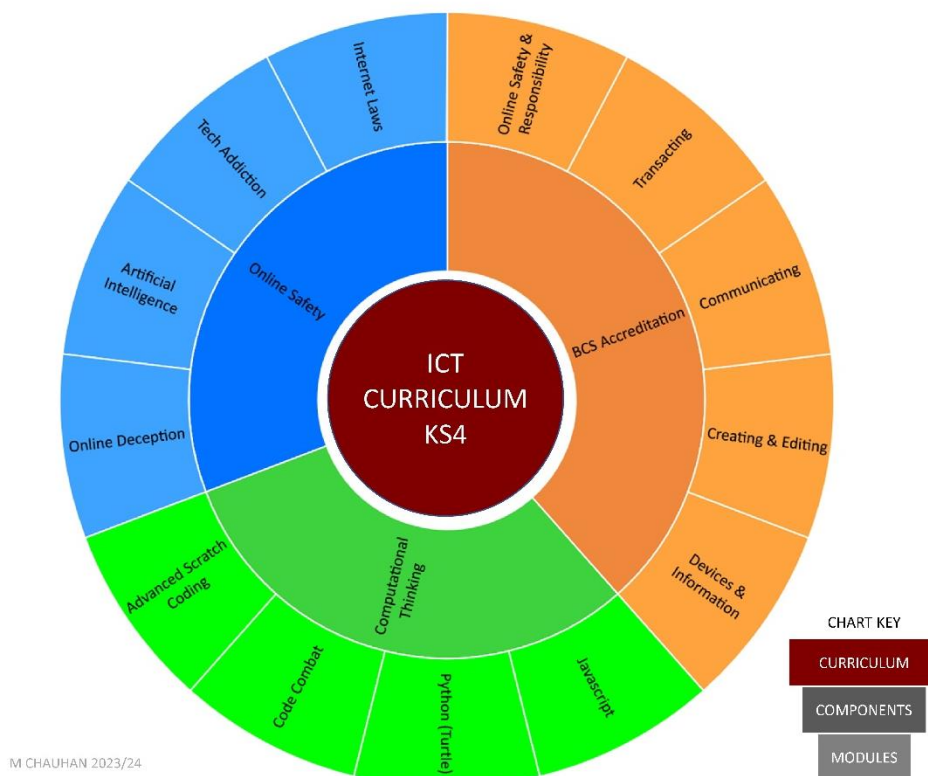 ICT
CURRICULUM
KS4
BCS Accreditation
Online Safety &
Responsibility
Transacting
Communicating
Creating & Editing
Devices &
Information
Computational
Thinking
Javascript
Python (Turtle)
Code Combat
Advanced Scratch
Coding
Online Safety
Online Deception
Artificial
Intelligence
Tech Addiction
Internet Laws
CHART KEY
CURRICULUM
COMPONENTS
MODULES
M CHAUHAN 2023/24